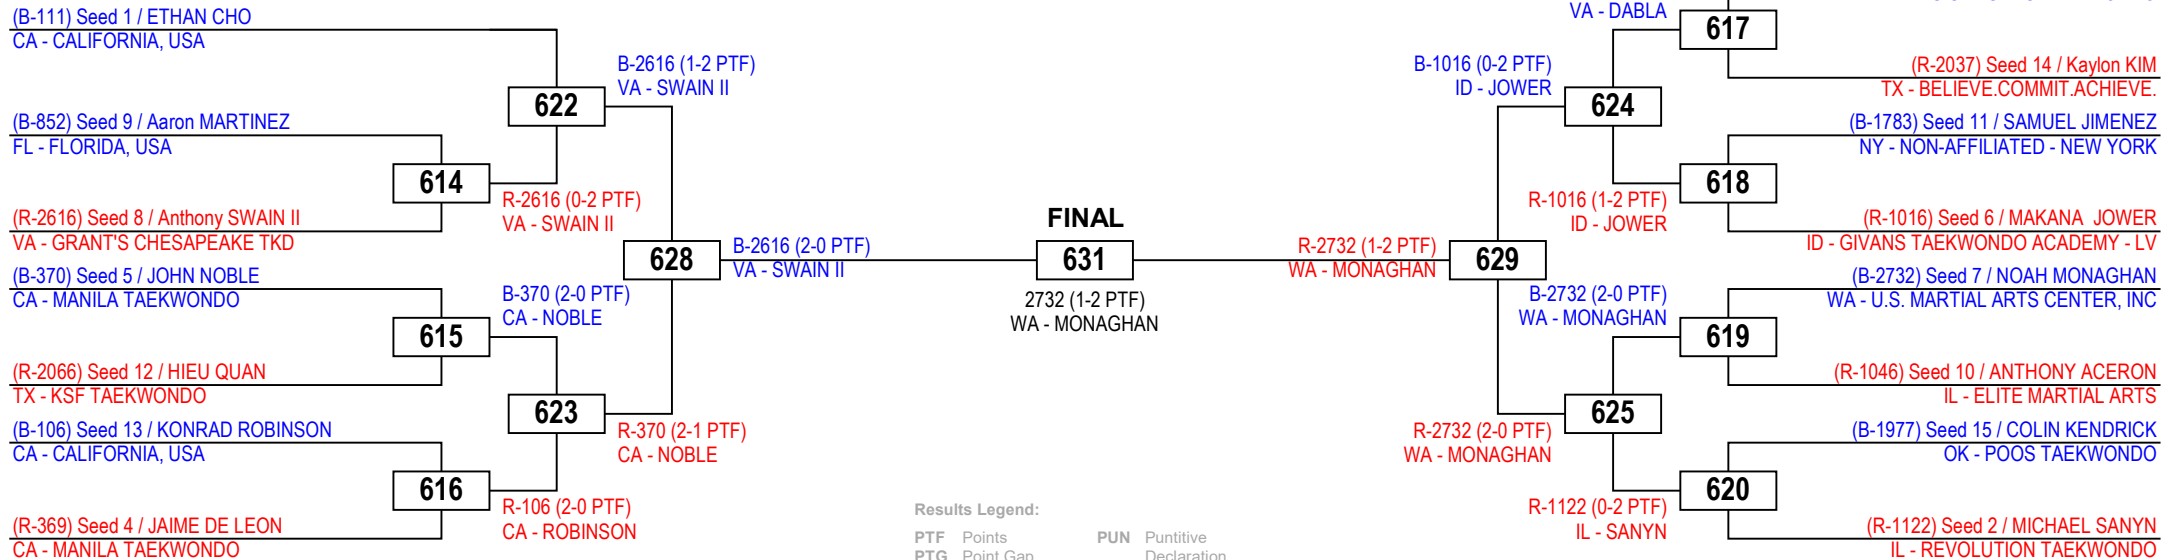 (B-111) Seed 1 / ETHAN CHO
CA - CALIFORNIA, USA
B-2616 (1-2 PTF)
VA - SWAIN II
622
(B-852) Seed 9 / Aaron MARTINEZ
FL - FLORIDA, USA
614
R-2616 (0-2 PTF)
VA - SWAIN II
(R-2616) Seed 8 / Anthony SWAIN II
VA - GRANT'S CHESAPEAKE TKD
628
B-2616 (2-0 PTF)
VA - SWAIN II
(B-370) Seed 5 / JOHN NOBLE
CA - MANILA TAEKWONDO
B-370 (2-0 PTF)
CA - NOBLE
615
(R-2066) Seed 12 / HIEU QUAN
TX - KSF TAEKWONDO
623
R-370 (2-1 PTF)
CA - NOBLE
(B-106) Seed 13 / KONRAD ROBINSON
CA - CALIFORNIA, USA
616
R-106 (2-0 PTF)
CA - ROBINSON
(R-369) Seed 4 / JAIME DE LEON
CA - MANILA TAEKWONDO
FINAL
631
2732 (1-2 PTF)
WA - MONAGHAN
Results Legend:
PTF Points
PUN Puntitive
PTG Point Gap
Declaration
VA - DABLA
617
B-1016 (0-2 PTF)
ID - JOWER
(R-2037) Seed 14 / Kaylon KIM
TX - BELIEVE.COMMIT.ACHIEVE.
624
(B-1783) Seed 11 / SAMUEL JIMENEZ
NY - NON-AFFILIATED - NEW YORK
618
R-1016 (1-2 PTF)
ID - JOWER
(R-1016) Seed 6 / MAKANA  JOWER
ID - GIVANS TAEKWONDO ACADEMY - LV
R-2732 (1-2 PTF)
WA - MONAGHAN
629
(B-2732) Seed 7 / NOAH MONAGHAN
WA - U.S. MARTIAL ARTS CENTER, INC
B-2732 (2-0 PTF)
WA - MONAGHAN
619
(R-1046) Seed 10 / ANTHONY ACERON
IL - ELITE MARTIAL ARTS
625
R-2732 (2-0 PTF)
WA - MONAGHAN
(B-1977) Seed 15 / COLIN KENDRICK
OK - POOS TAEKWONDO
620
R-1122 (0-2 PTF)
IL - SANYN
(R-1122) Seed 2 / MICHAEL SANYN
IL - REVOLUTION TAEKWONDO